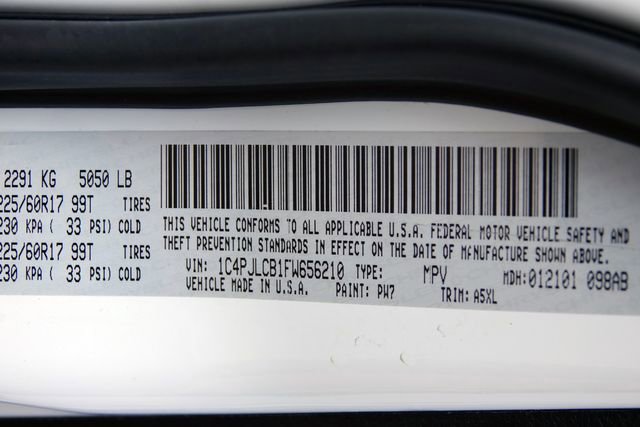 2291 KG 5050 LB
225/60R17 99T TIRES
230 KPA ( 33 PSI) COLD
225/60R17 99T TIRES
230 KPA ( 33 PSI) COLD
THIS VEHICLE CONFORMS TO ALL APPLICABLE U.S.A. FEDERAL MOTOR VEHICLE SAFETY AND
THEFT PREVENTION STANDARDS IN EFFECT ON THE DATE OF MANUFACTURE SHOWN ABOVE.
VIN: 1C4PJLCB1FW656210 TYPE: MPV MDH:012101 098AB
VEHICLE MADE IN U.S.A. PAINT: PW7 TRIM: A5XL